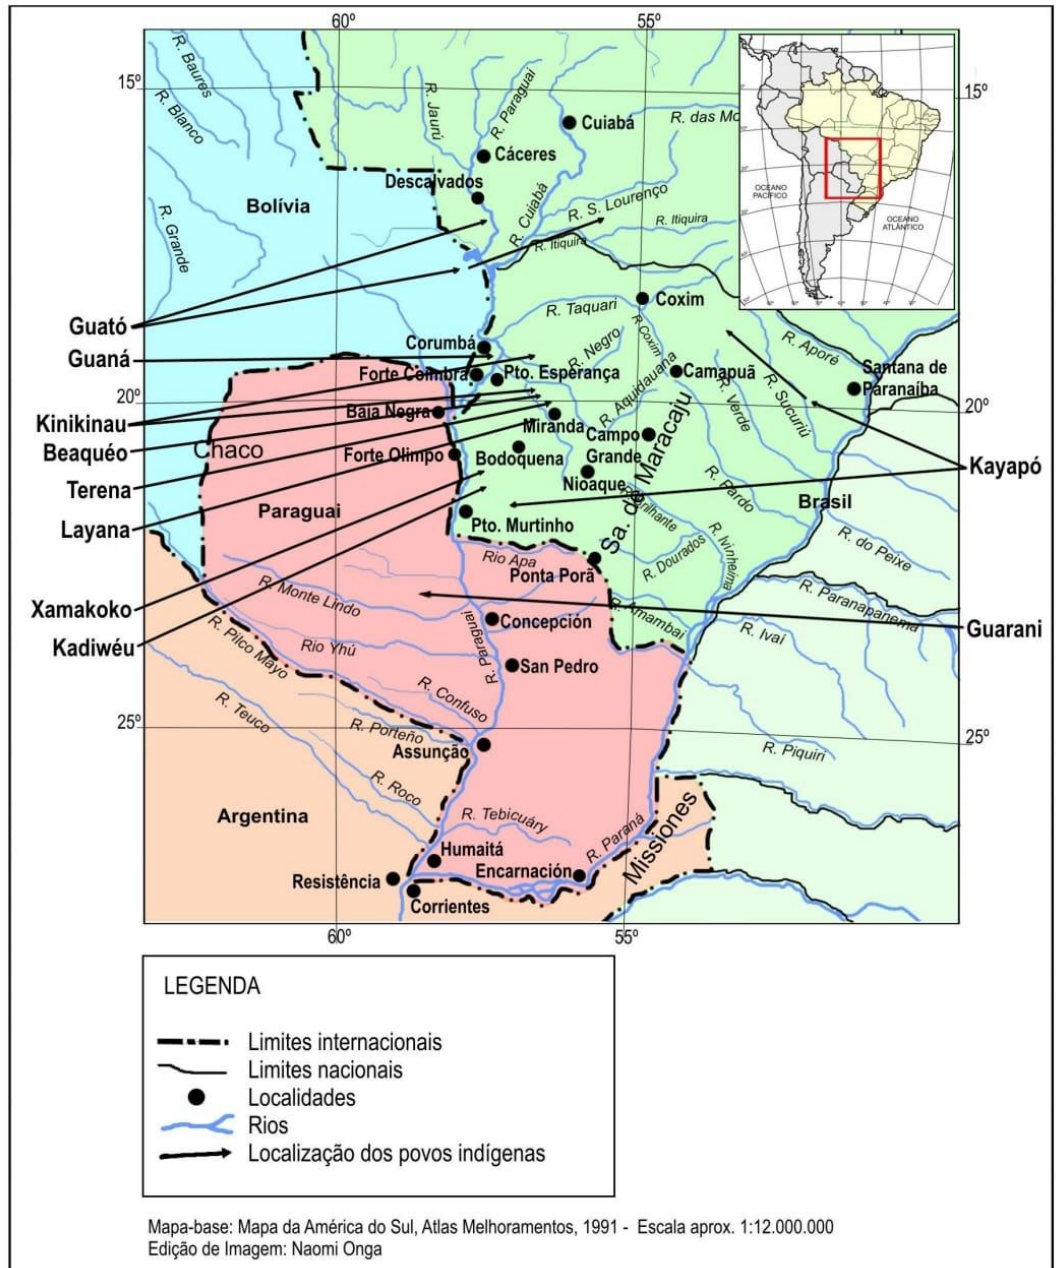 60º
55º
15º
15º
R. Baures
R. Blanco
R. Jaurú
R. Paraguai
Cuiabá
R. das Mo
Cáceres
Descalvados
Bolívia
R. Grande
R. Cuiabá
R. S. Lourenço
R. Itiquira
R. Itiquira
OCEANO
PACÍFICO
OCEANO
ATLÂNTICO
Guató
Guaná
Kinikinau
Beaquéo
Terena
Layana
Xamakoko
Kadiwéu
Coxim
R. Taquari
R. Coxim
R. Negro
R. Aquidauana
Corumbá
Forte Coimbra
Pto. Esperança
Camapuã
R. Aporé
Santana de
Paranaíba
20º
20º
R. Verde
R. Sucuriú
Baia Negra
Miranda
Campo
Grande
Chaco
Forte Olimpo
Bodoquena
Nioaque
Sa. de Maracaju
Kayapó
Paraguai
Pto. Murtinho
R. Pardo
Brasil
R. Ivinheima
R. do Peixe
Rio Apa
Ponta Porã
R. Dourados
R. Monte Lindo
R. Paraguai
Concepción
R. Amambai
R. Paranapanema
Guarani
R. Ivaí
R. Pilco Mayo
Rio Yhú
San Pedro
R. Teuco
R. Confuso
R. Porteño
25º
25º
Assunção
R. Piquiri
R. Roco
Argentina
R. Tebicuáry
R. Paraná
Missiones
Humaitá
Encarnación
Resistência
Corrientes
60º
55º
LEGENDA
Limites internacionais
Limites nacionais
Localidades
Rios
Localização dos povos indígenas
Mapa-base: Mapa da América do Sul, Atlas Melhoramentos, 1991 - Escala aprox. 1:12.000.000
Edição de Imagem: Naomi Onga